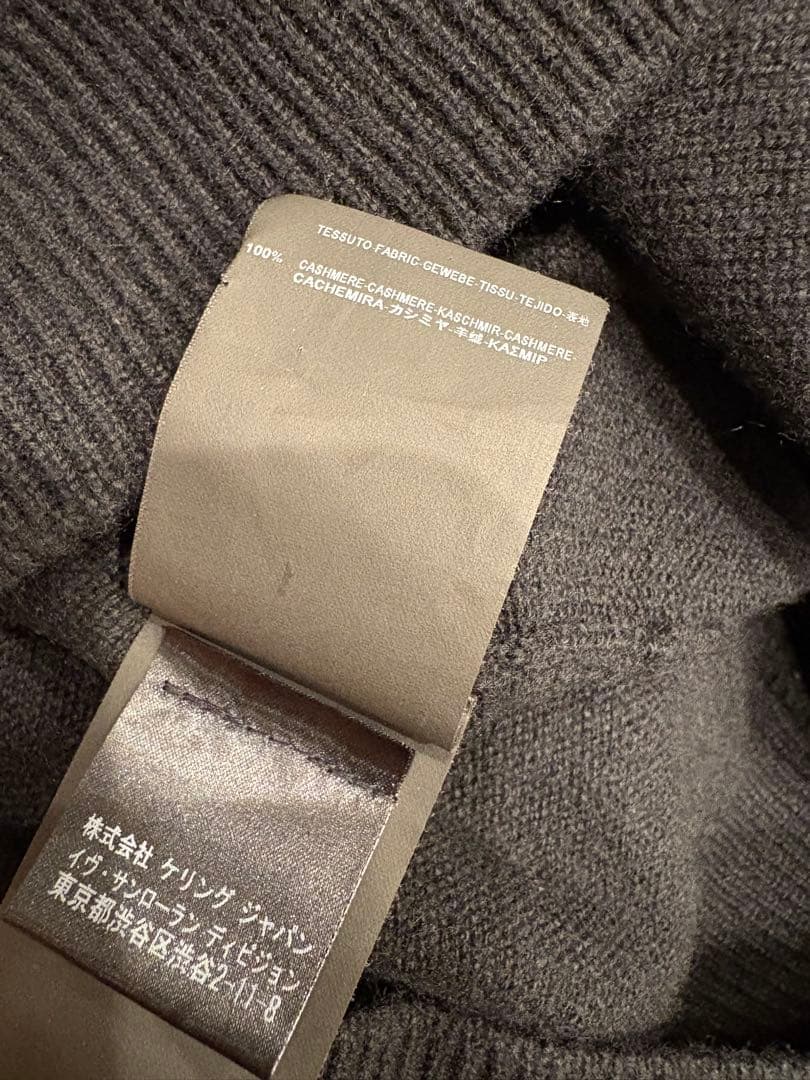 TESSUTO-FABRIC-GEWEBE-TISSU-TEJIDO-表地
100% CASHMERE-CASHMERE-KASCHMIR-CASHMERE-
CACHEMIRA-カシミヤ-羊绒-ΚΑΣΜΙΡ
株式会社 ケリング ジャパン
イヴ・サンローラン ディビジョン
東京都渋谷区渋谷2-11-8